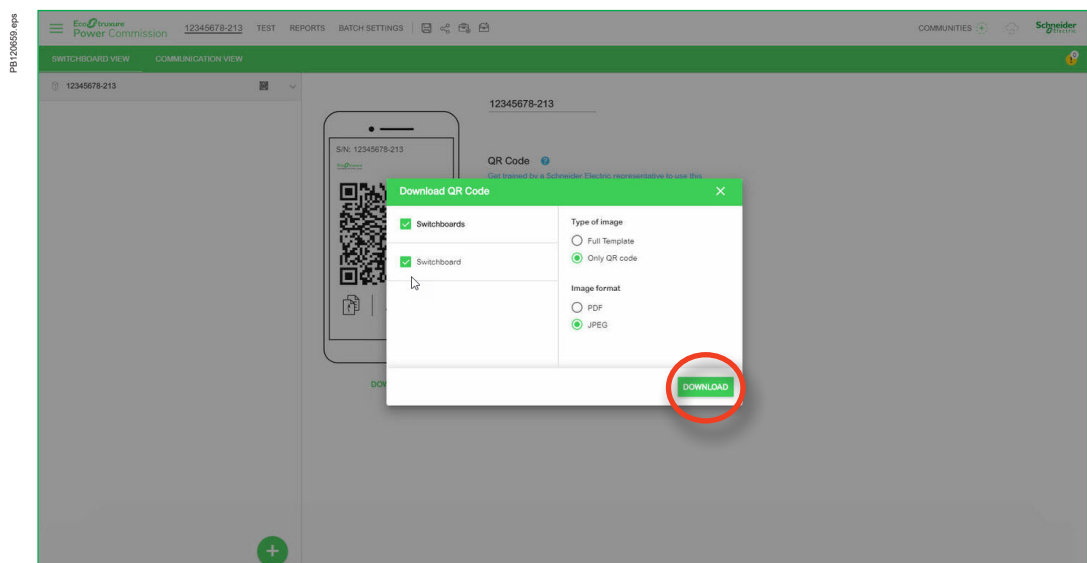 PB120659.eps
EcoStruxure
Power Commission
12345678-213 TEST REPORTS BATCH SETTINGS
COMMUNITIES
Schneider
Electric
SWITCHBOARD VIEW COMMUNICATION VIEW
12345678-213
12345678-213
S/N: 12345678-213
QR Code
Get trained by a Schneider Electric representative to use this
Download QR Code
Switchboards
Switchboard
Type of image
Full Template
Only QR code
Image format
PDF
JPEG
DOW
DOWNLOAD